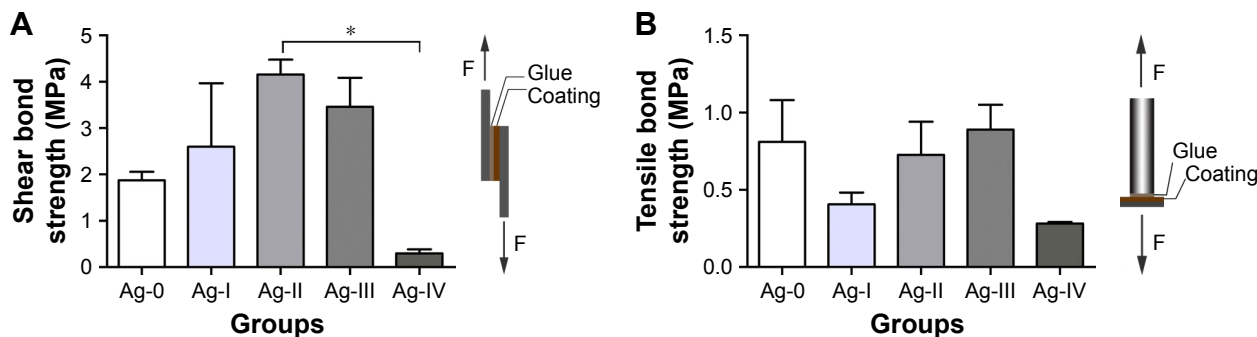 A
Shear bond
strength (MPa)
5
4
3
2
1
0
*
Ag-0 Ag-I Ag-II Ag-III Ag-IV
Groups
F
Glue
Coating
F
B
Tensile bond
strength (MPa)
1.5
1.0
0.5
0.0
Ag-0 Ag-I Ag-II Ag-III Ag-IV
Groups
F
Glue
Coating
F